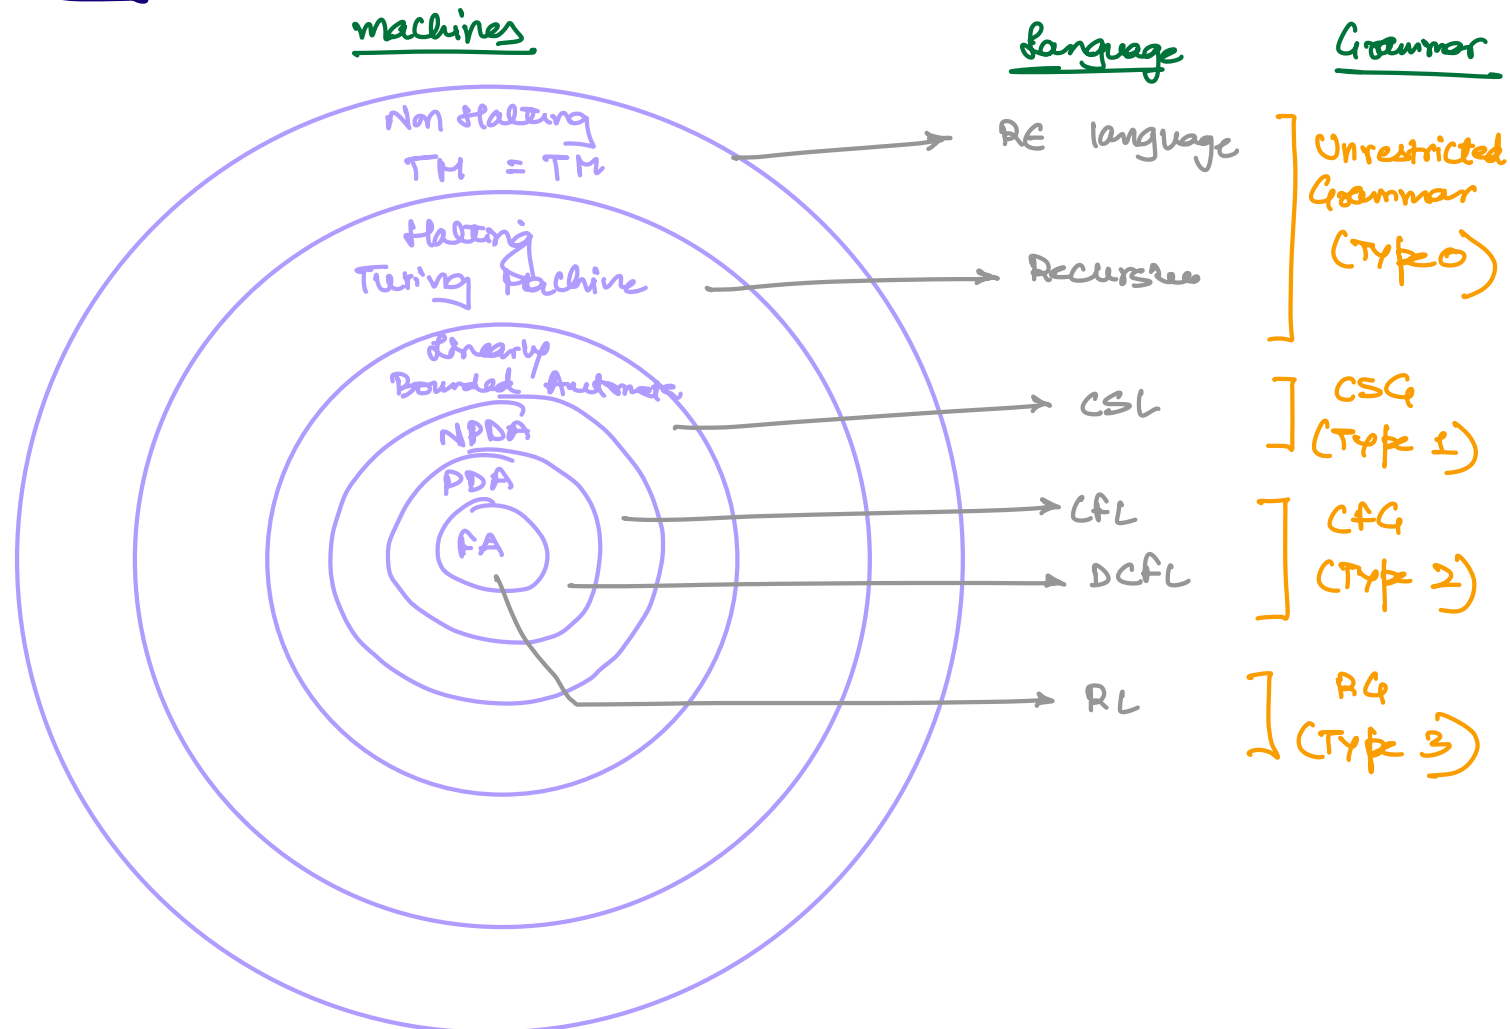 machines
Language
Grammar
Non Halting
TM = TM
RE language
Unrestricted
Grammar
(Type 0)
Halting
Turing Machine
Recursive
Linearly
Bounded Automata
CSL
CSG
(Type 1)
NPDA
CFL
CFG
(Type 2)
PDA
DCFL
FA
RL
RG
(Type 3)